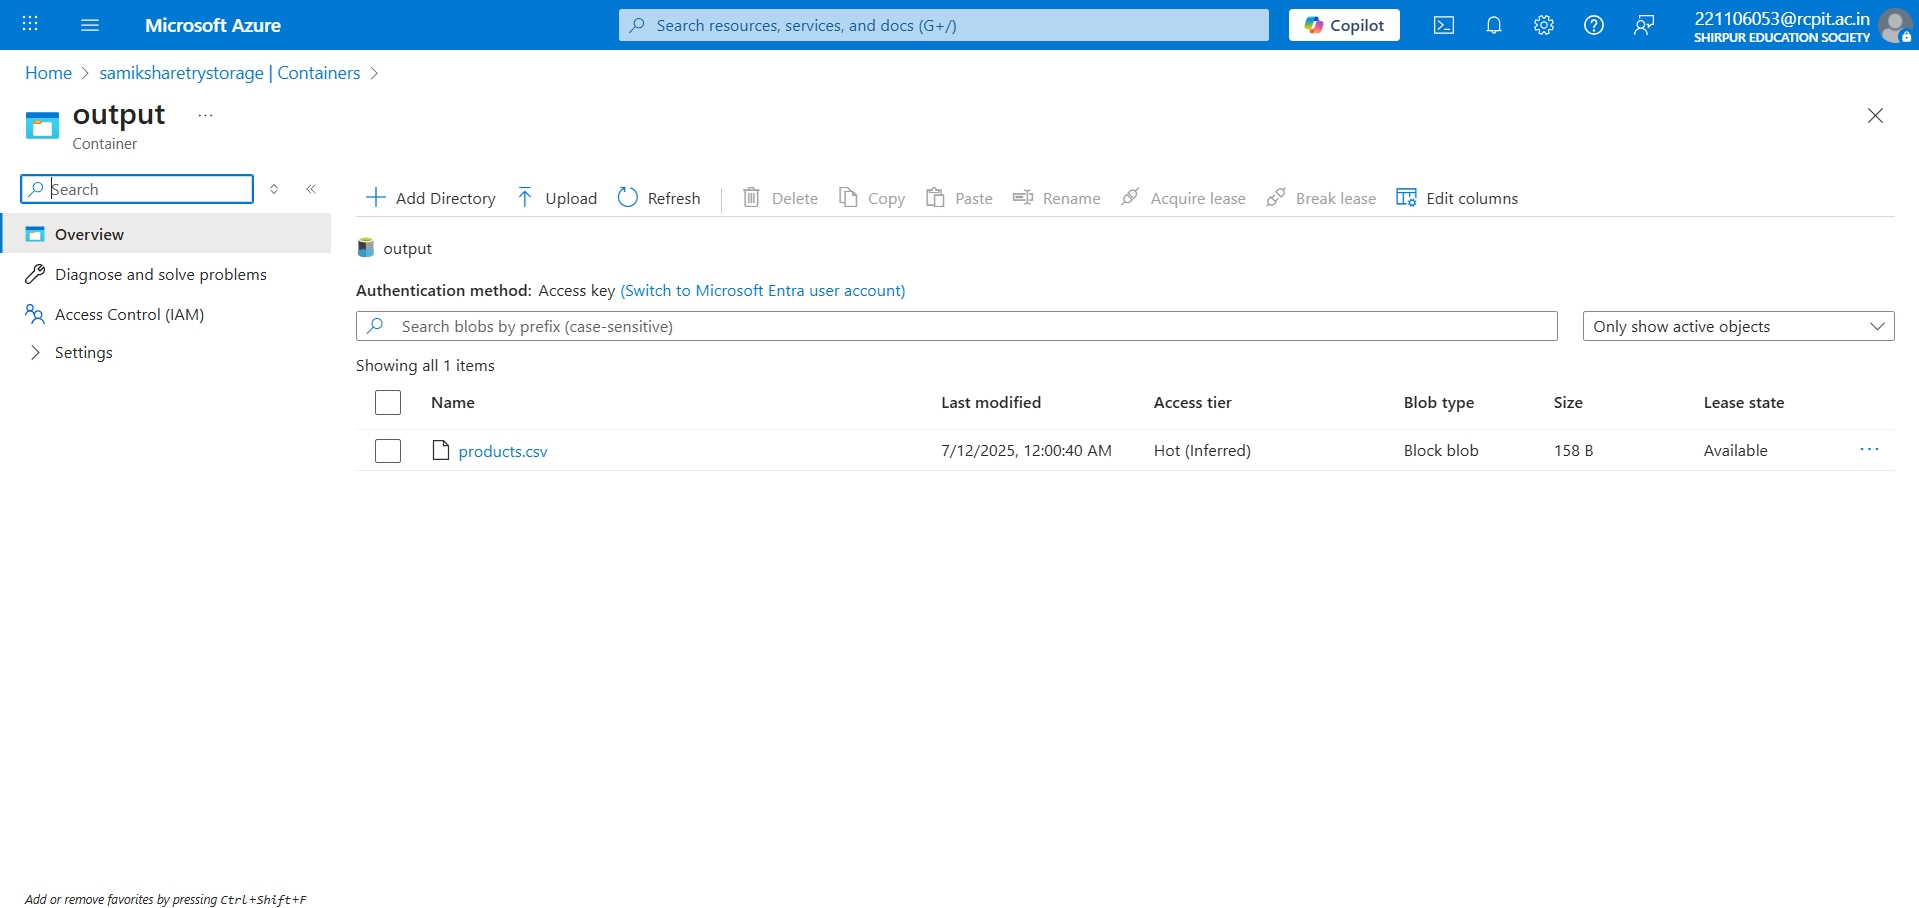 Microsoft Azure
Search resources, services, and docs (G+/)
Copilot
221106053@rcpit.ac.in
SHIRPUR EDUCATION SOCIETY
Home > samiksharetrystorage | Containers >
output ...
Container
Search
Add Directory Upload Refresh Delete Copy Paste Rename Acquire lease Break lease Edit columns
Overview
Diagnose and solve problems
Access Control (IAM)
Settings
output
Authentication method: Access key (Switch to Microsoft Entra user account)
Search blobs by prefix (case-sensitive)
Only show active objects
Showing all 1 items
Name Last modified Access tier Blob type Size Lease state
products.csv 7/12/2025, 12:00:40 AM Hot (Inferred) Block blob 158 B Available ...
Add or remove favorites by pressing Ctrl+Shift+F